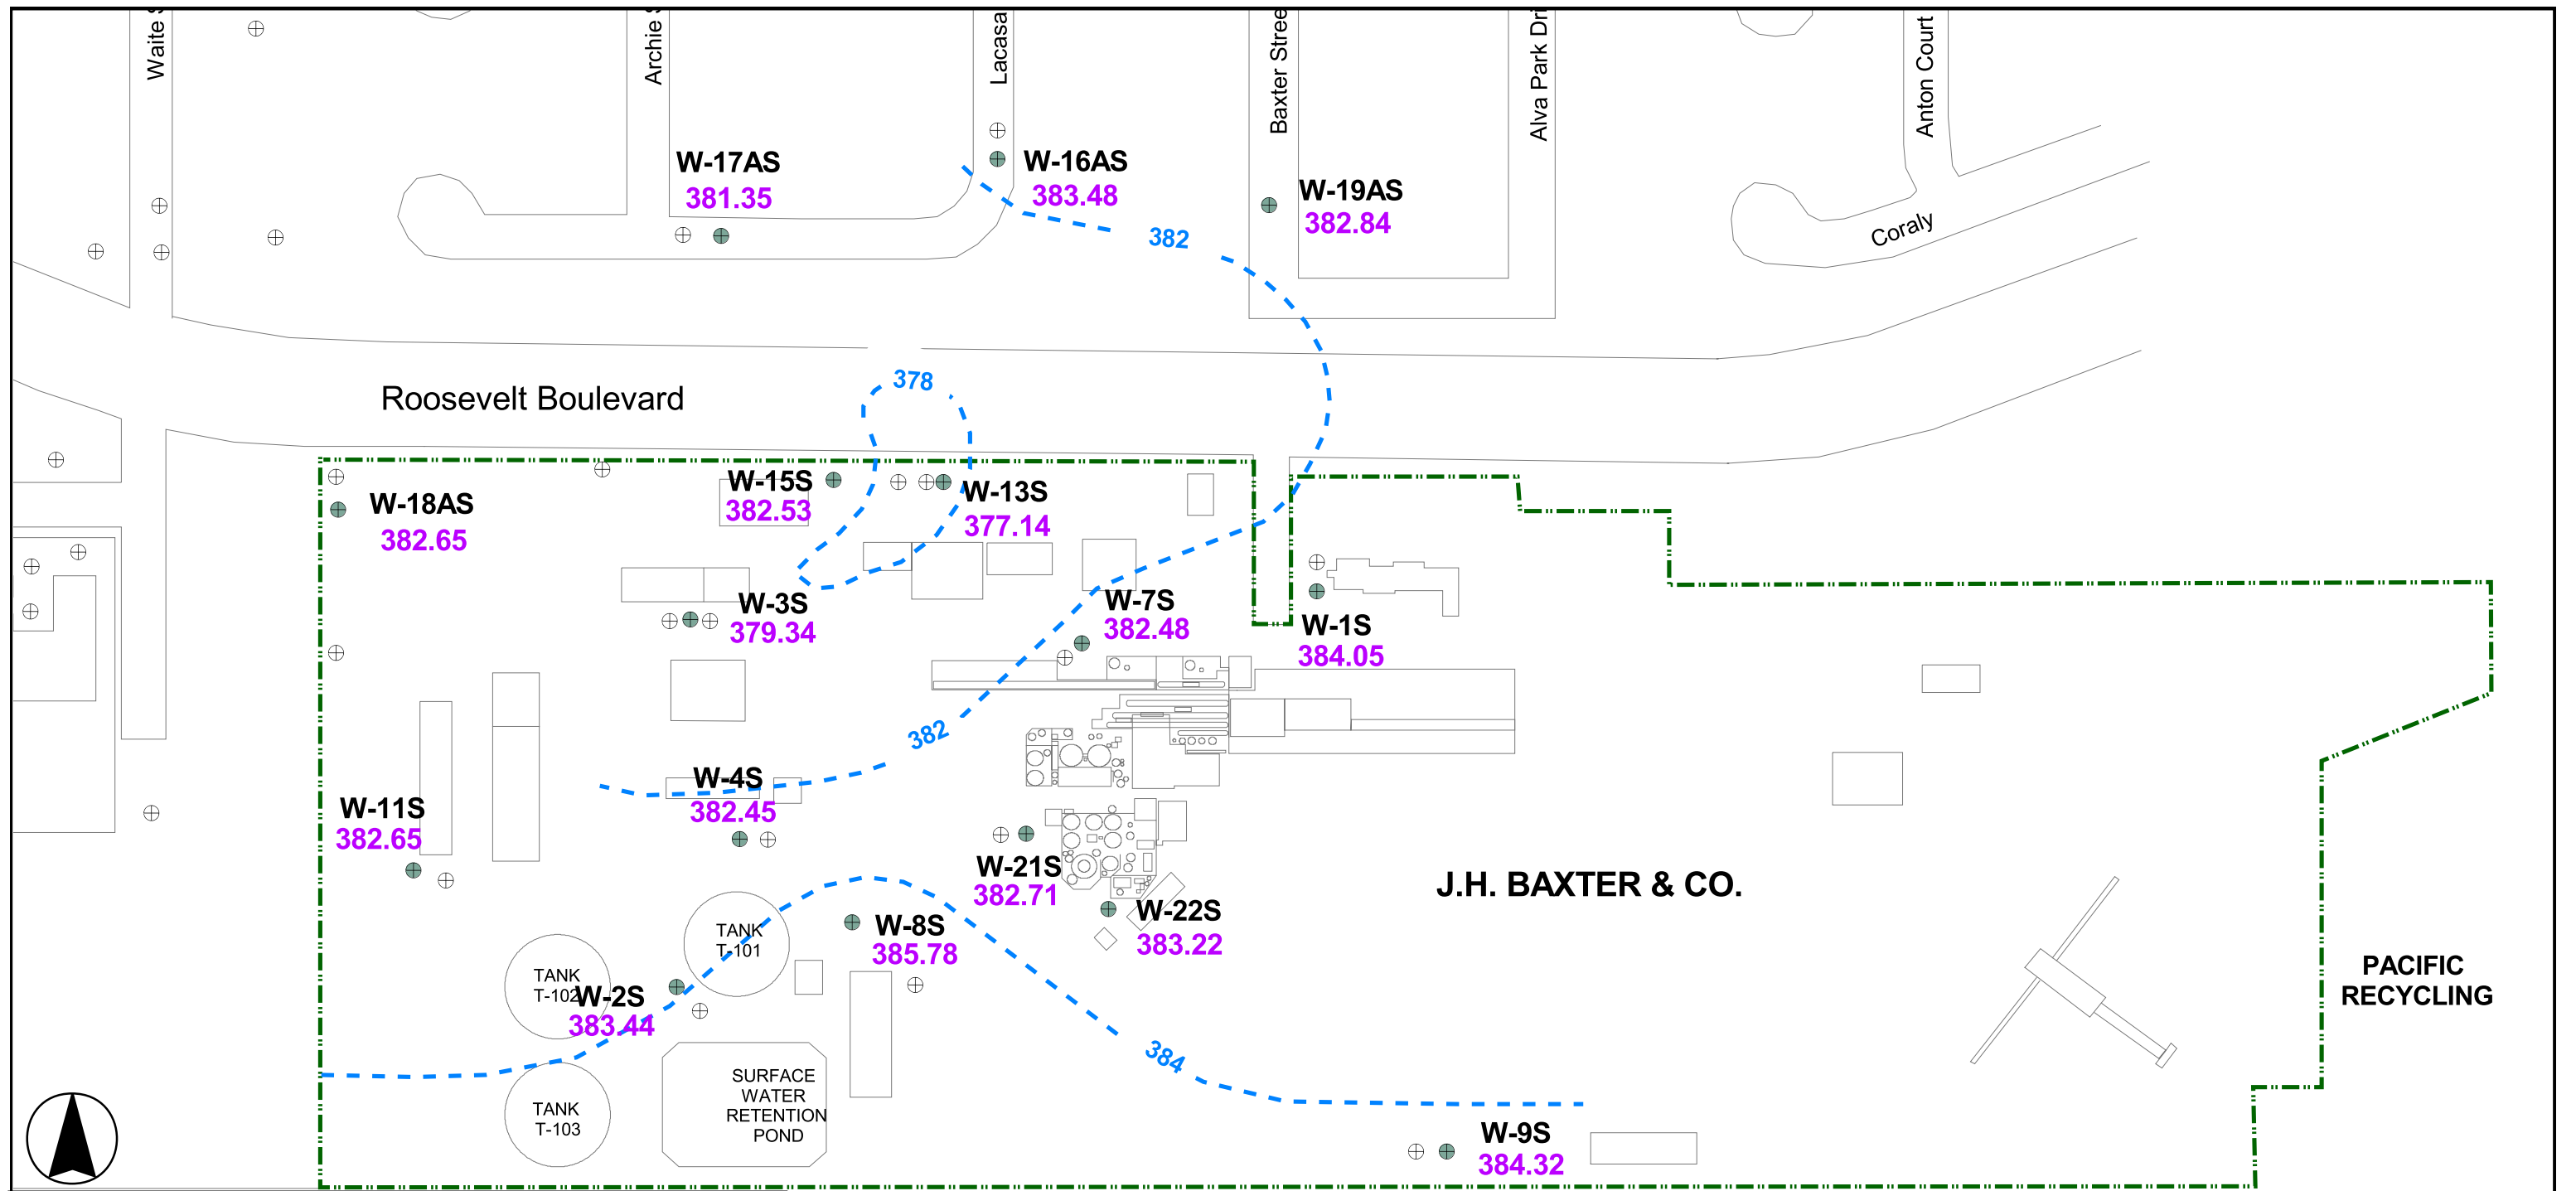 Waite S
Archie S
Lacasa
Baxter Stree
Alva Park Dri
Anton Court
W-17AS
381.35
W-16AS
383.48
W-19AS
382.84
382
Coraly
378
Roosevelt Boulevard
W-15S
382.53
W-13S
377.14
W-18AS
382.65
W-3S
379.34
W-7S
382.48
W-1S
384.05
382
W-4S
382.45
W-11S
382.65
W-21S
382.71
J.H. BAXTER & CO.
W-22S
383.22
W-8S
385.78
TANK
T-101
TANK
T-102
W-2S
383.44
PACIFIC
RECYCLING
384
SURFACE
WATER
RETENTION
POND
TANK
T-103
W-9S
384.32